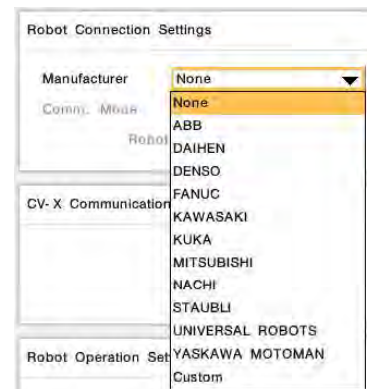 Robot Connection Settings
Manufacturer
None
Comm. Mode
None
ABB
Robot
DAIHEN
DENSO
FANUC
CV-X Communication
KAWASAKI
KUKA
MITSUBISHI
NACHI
STAUBLI
UNIVERSAL ROBOTS
Robot Operation Set
YASKAWA MOTOMAN
Custom